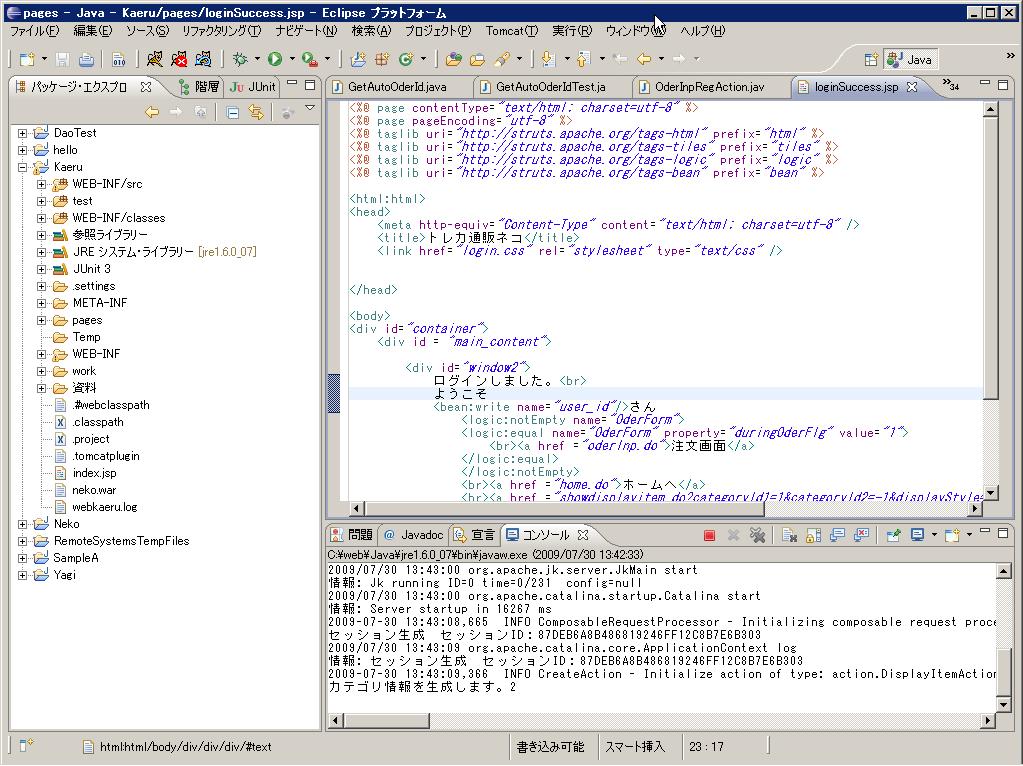 pages - Java - Kaeru/pages/loginSuccess.jsp - Eclipse プラットフォーム
ファイル(F) 編集(E) ソース(S) リファクタリング(T) ナビゲート(N) 検索(A) プロジェクト(P) Tomcat(T) 実行(R) ウィンドウ(W) ヘルプ(H)
Java
パッケージ・エクスプロ 階層 JUnit
GetAutoOderId.java GetAutoOderIdTest.ja OderInpRegAction.jav loginSuccess.jsp »34
DaoTest
hello
Kaeru
WEB-INF/src
test
WEB-INF/classes
参照ライブラリー
JRE システム・ライブラリー [jre1.6.0_07]
JUnit 3
.settings
META-INF
pages
Temp
WEB-INF
work
資料
.#webclasspath
.classpath
.project
.tomcatplugin
index.jsp
neko.war
webkaeru.log
Neko
RemoteSystemsTempFiles
SampleA
Yagi
<%@ page contentType="text/html; charset=utf-8" %>
<%@ page pageEncoding="utf-8" %>
<%@ taglib uri="http://struts.apache.org/tags-html" prefix="html" %>
<%@ taglib uri="http://struts.apache.org/tags-tiles" prefix="tiles" %>
<%@ taglib uri="http://struts.apache.org/tags-logic" prefix="logic" %>
<%@ taglib uri="http://struts.apache.org/tags-bean" prefix="bean" %>
<html:html>
<head>
<meta http-equiv="Content-Type" content="text/html; charset=utf-8" />
<title>トレカ通販ネコ</title>
<link href="login.css" rel="stylesheet" type="text/css" />
</head>
<body>
<div id="container">
<div id = "main_content">
<div id="window2">
ログインしました。<br>
ようこそ
<bean:write name="user_id"/>さん
<logic:notEmpty name="OderForm">
<logic:equal name="OderForm" property="duringOderFlg" value="1">
<br><a href ="oderInp.do">注文画面</a>
</logic:equal>
</logic:notEmpty>
<br><a href ="home.do">ホームへ</a>
<br><a href ="showdisplayitem.do?categoryId1=1&categoryId2=-1&displayStyle=
問題 Javadoc 宣言 コンソール
C:¥web¥Java¥jre1.6.0_07¥bin¥javaw.exe (2009/07/30 13:42:33)
2009/07/30 13:43:00 org.apache.jk.server.JkMain start
情報: Jk running ID=0 time=0/231 config=null
2009/07/30 13:43:00 org.apache.catalina.startup.Catalina start
情報: Server startup in 16267 ms
2009-07-30 13:43:08,665 INFO ComposableRequestProcessor - Initializing composable request proce
セッション生成 セッションID：87DEB6A8B486819246FF12C8B7E6B303
2009/07/30 13:43:09 org.apache.catalina.core.ApplicationContext log
情報: セッション生成 セッションID：87DEB6A8B486819246FF12C8B7E6B303
2009-07-30 13:43:09,366 INFO CreateAction - Initialize action of type: action.DisplayItemAction
カテゴリ情報を生成します。2
html:html/body/div/div/div/#text 書き込み可能 スマート挿入 23 : 17